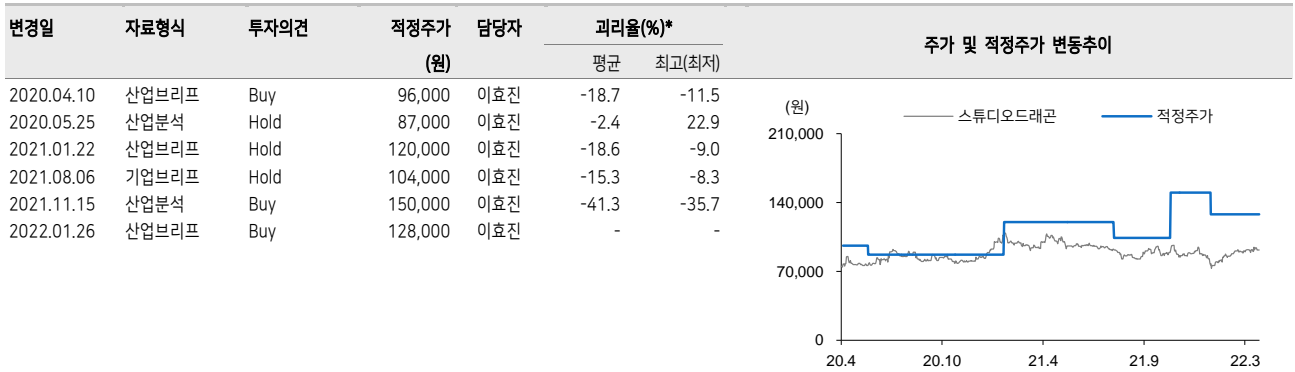 변경일 자료형식 투자의견 적정주가 담당자 괴리율(%)* 주가 및 적정주가 변동추이
(원) 평균 최고(최저)
2020.04.10 산업브리프 Buy 96,000 이효진 -18.7 -11.5
2020.05.25 산업분석 Hold 87,000 이효진 -2.4 22.9
2021.01.22 산업브리프 Hold 120,000 이효진 -18.6 -9.0
2021.08.06 기업브리프 Hold 104,000 이효진 -15.3 -8.3
2021.11.15 산업분석 Buy 150,000 이효진 -41.3 -35.7
2022.01.26 산업브리프 Buy 128,000 이효진 - -
(원)
스튜디오드래곤 적정주가
210,000
140,000
70,000
0
20.4 20.10 21.4 21.9 22.3